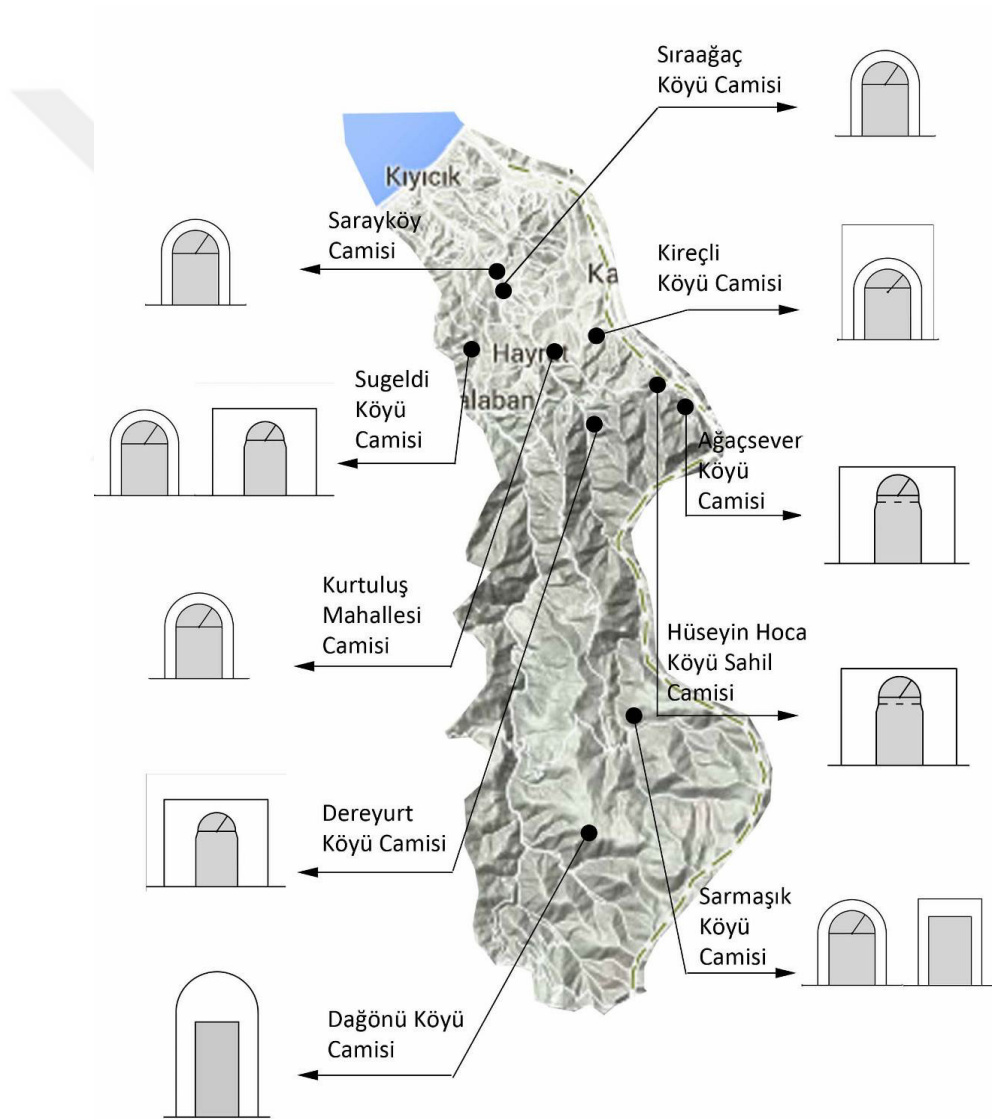 Sıraağaç
Köyü Camisi
Kıyıcık
Sarayköy
Camisi
Kireçli
Köyü Camisi
Ka
Hayrat
alaban
Sugeldi
Köyü
Camisi
Ağaçsever
Köyü
Camisi
Kurtuluş
Mahallesi
Camisi
Hüseyin Hoca
Köyü Sahil
Camisi
Dereyurt
Köyü Camisi
Sarmaşık
Köyü
Camisi
Dağönü Köyü
Camisi